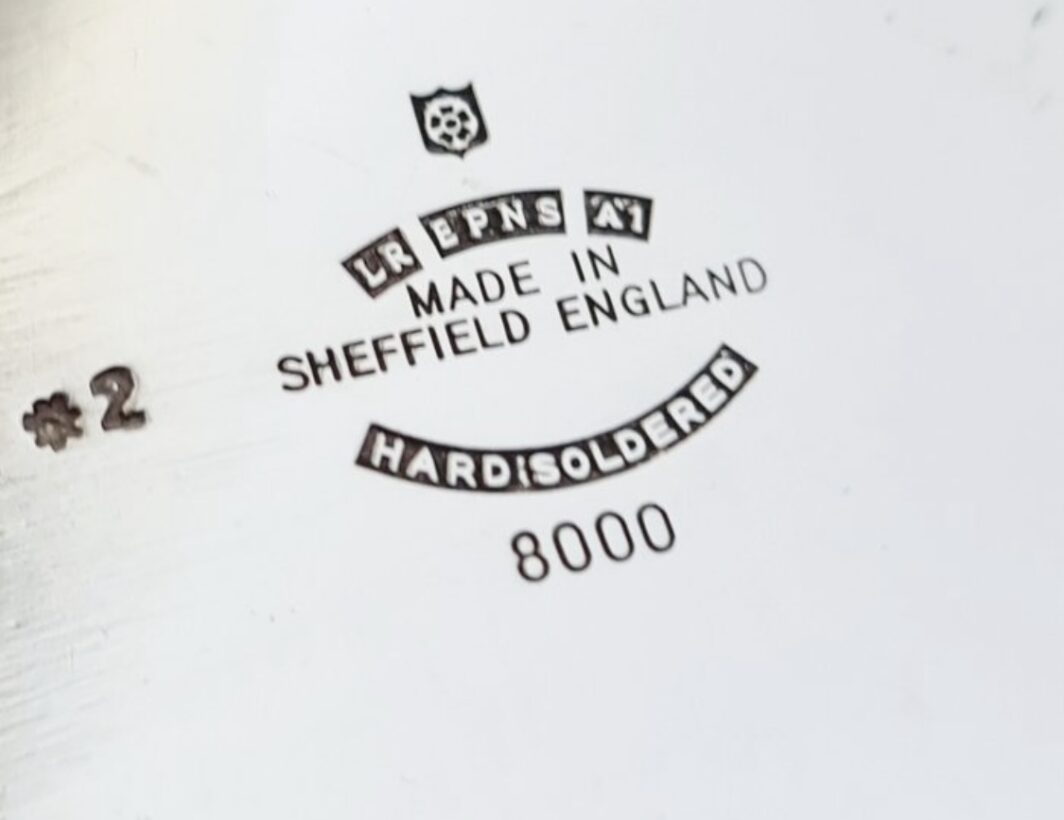 LR EPNS A1
MADE IN
SHEFFIELD ENGLAND
HARD SOLDERED
8000
#2